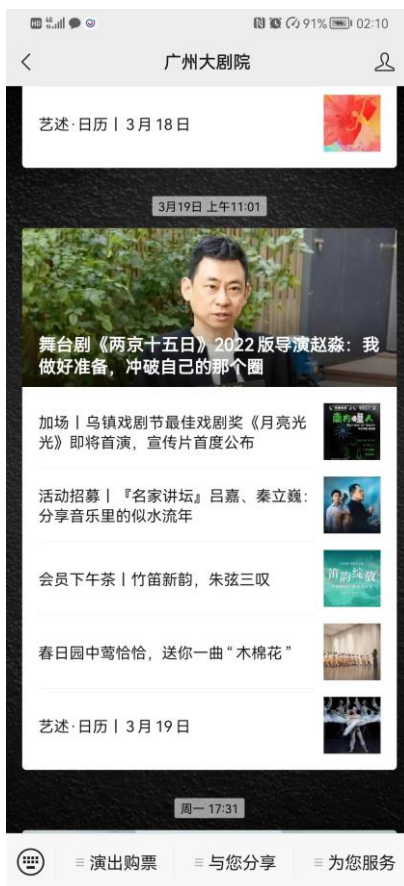 91% 02:10
广州大剧院
艺述·日历丨3月18日
3月19日 上午11:01
舞台剧《两京十五日》2022版导演赵淼：我
做好准备，冲破自己的那个圈
加场丨乌镇戏剧节最佳戏剧奖《月亮光
光》即将首演，宣传片首度公布
活动招募丨『名家讲坛』吕嘉、秦立巍：
分享音乐里的似水流年
会员下午茶丨竹笛新韵，朱弦三叹
笛韵绽放
春日园中莺恰恰，送你一曲“木棉花”
艺述·日历丨3月19日
周一 17:31
演出购票
与您分享
为您服务